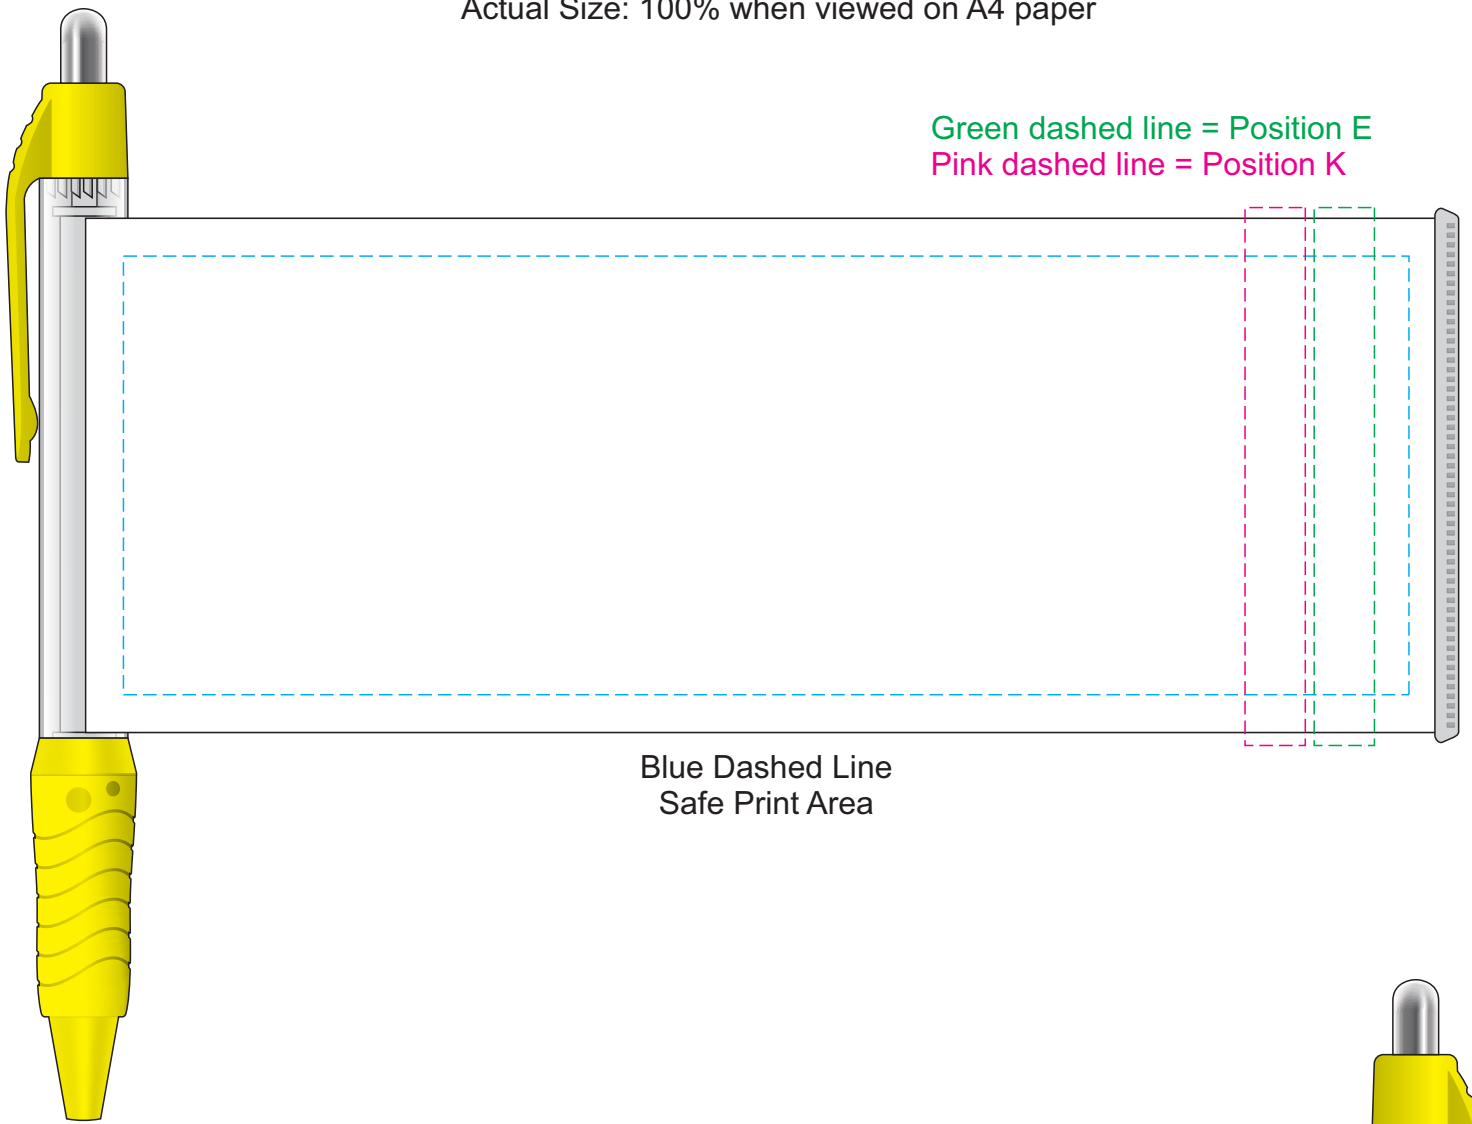 Actual Size: 100% when viewed on A4 paper
Green dashed line = Position E
Pink dashed line = Position K
Blue Dashed Line
Safe Print Area